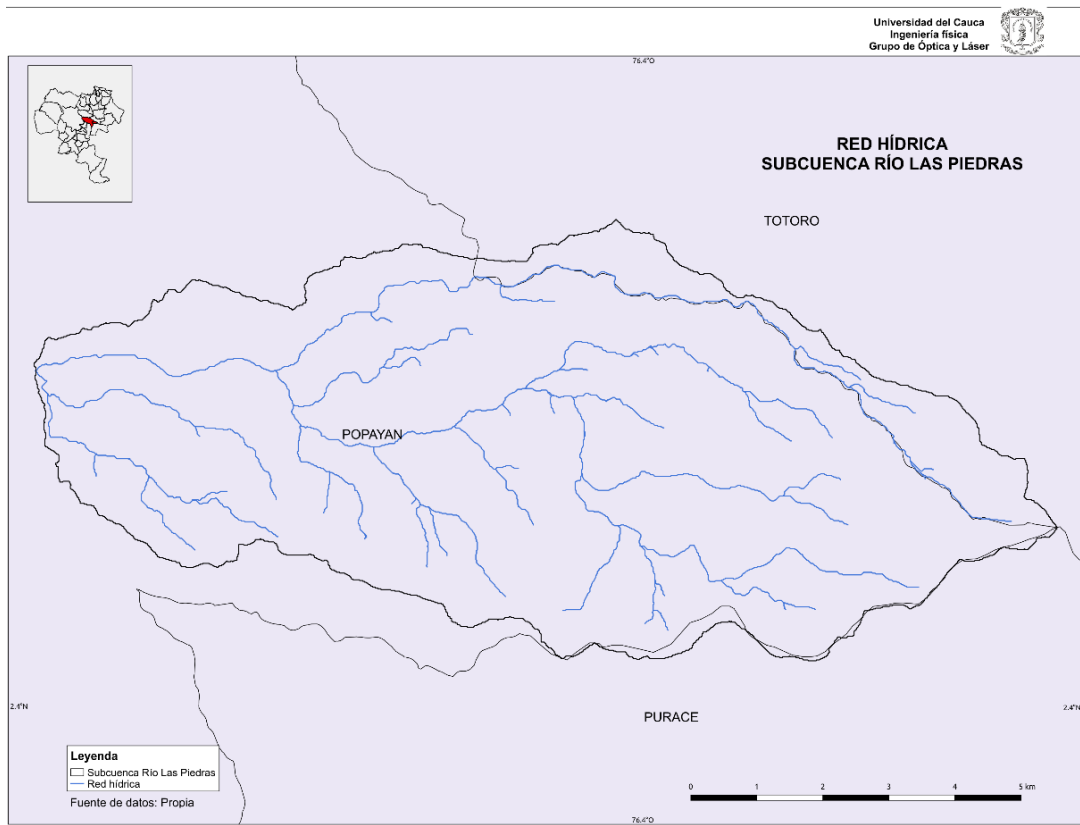 Universidad del Cauca
Ingeniería física
Grupo de Óptica y Láser
76.4°O
RED HÍDRICA
SUBCUENCA RÍO LAS PIEDRAS
TOTORO
POPAYAN
2.4°N
2.4°N
PURACE
Leyenda
Subcuenca Río Las Piedras
Red hídrica
Fuente de datos: Propia
0 1 2 3 4 5 km
76.4°O